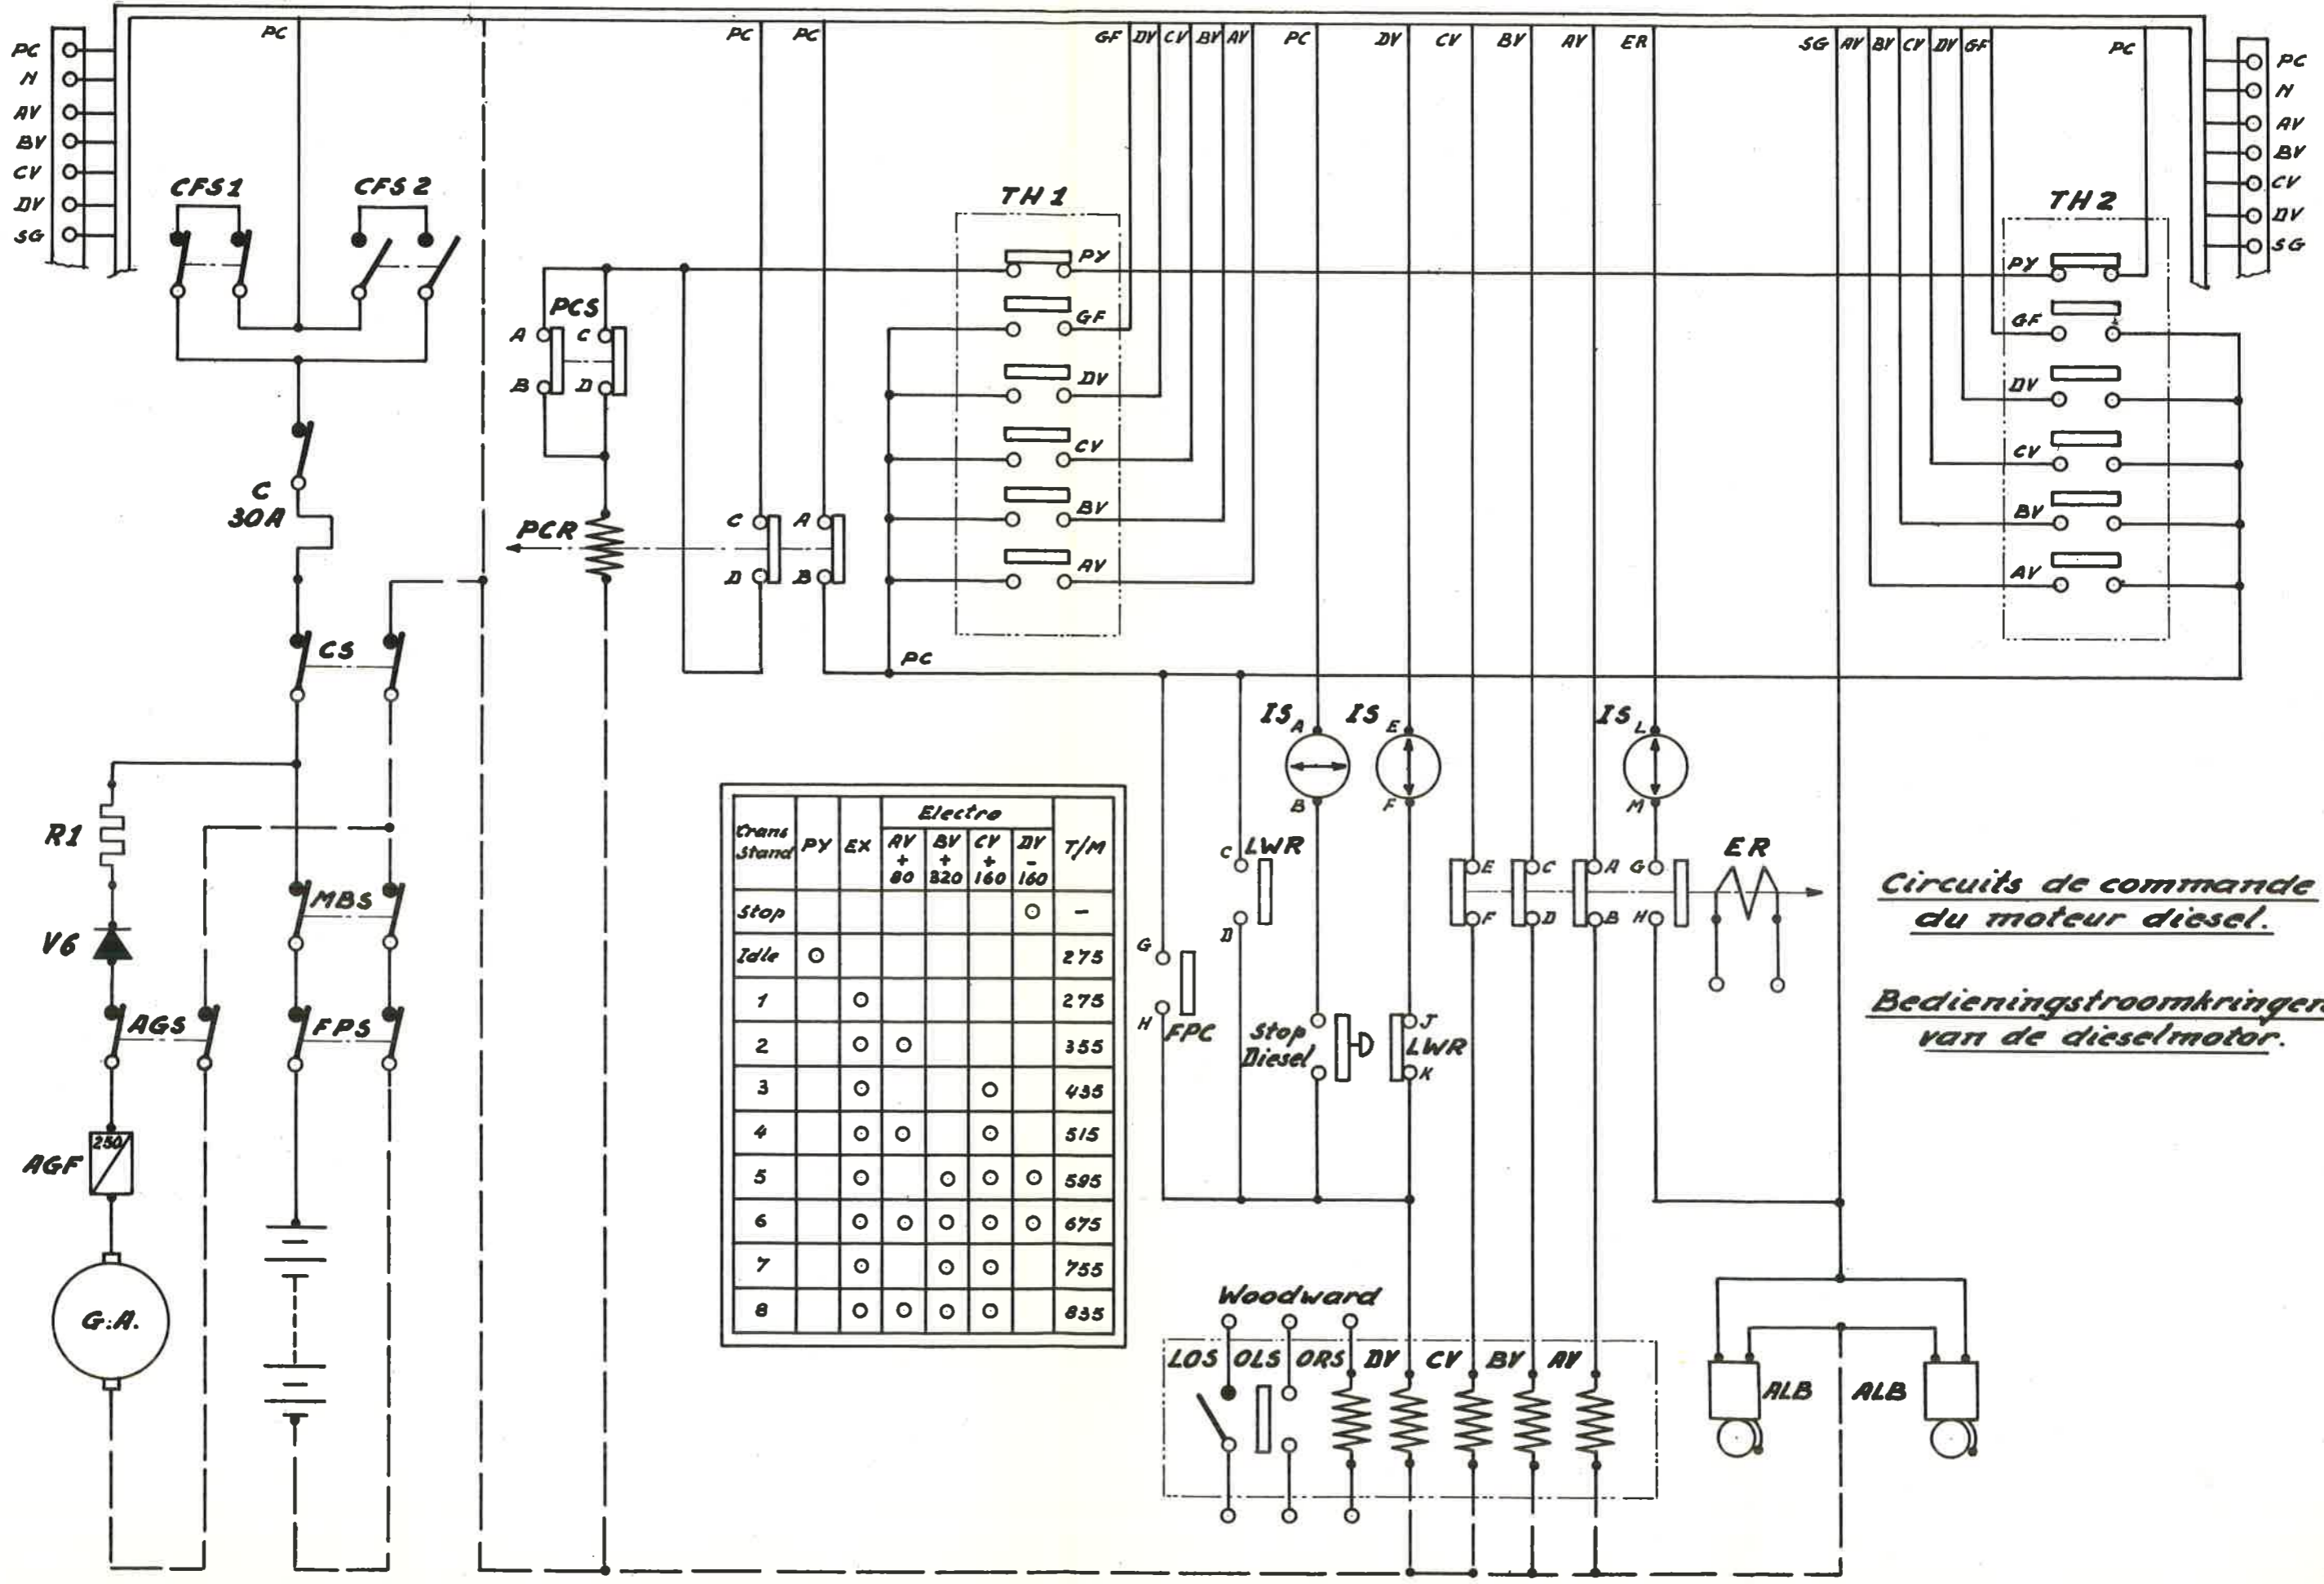 PC
N
AV
BV
CV
DV
SG
PC
PC PC
GF DV CV BV AV PC DV CV BV AV ER
SG AV BV CV DV GF PC
PC
N
AV
BV
CV
DV
SG
CFS1 CFS2
C
30A
CS
R1
V6
MBS
AGS
FPS
AGF
250
G.A.
PCS
A C
B D
PCR
C A
D B
PC
TH 1
PY
GF
DV
CV
BV
AV
TH 2
PY
GF
DV
CV
BV
AV
IS A
B
IS E
F
IS L
M
C LWR
D
G
H FPC
Stop
Diesel
J
LWR
K
E C A G
F D B H
ER
Crans
Stand PY EX Electro T/M
AV + 80 BV + 320 CV + 160 DV - 160
Stop O -
Idle O 275
1 O 275
2 O O 355
3 O O 435
4 O O O 515
5 O O O O 595
6 O O O O O 675
7 O O O 755
8 O O O O 835
Circuits de commande
du moteur diesel.
Bedieningstroomkringen
van de dieselmotor.
Woodward
LOS OLS ORS DV CV BV AV
ALB ALB